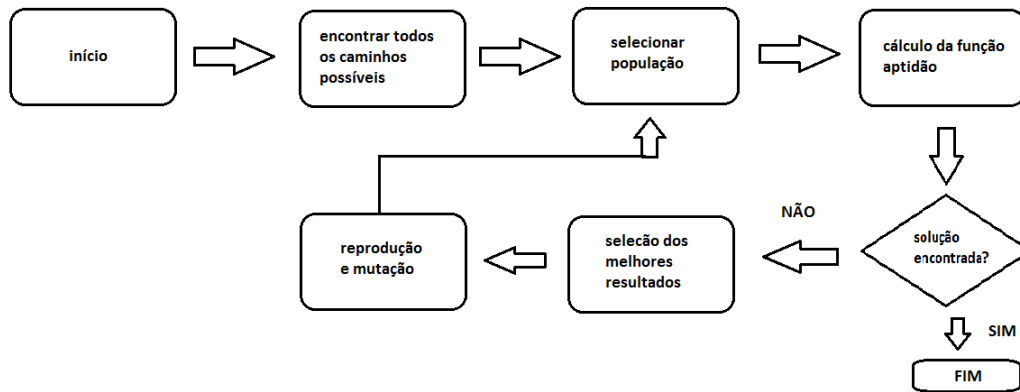 início
encontrar todos
os caminhos
possíveis
selecionar
população
cálculo da função
aptidão
solução
encontrada?
NÃO
selecão dos
melhores
resultados
reprodução
e mutação
SIM
FIM